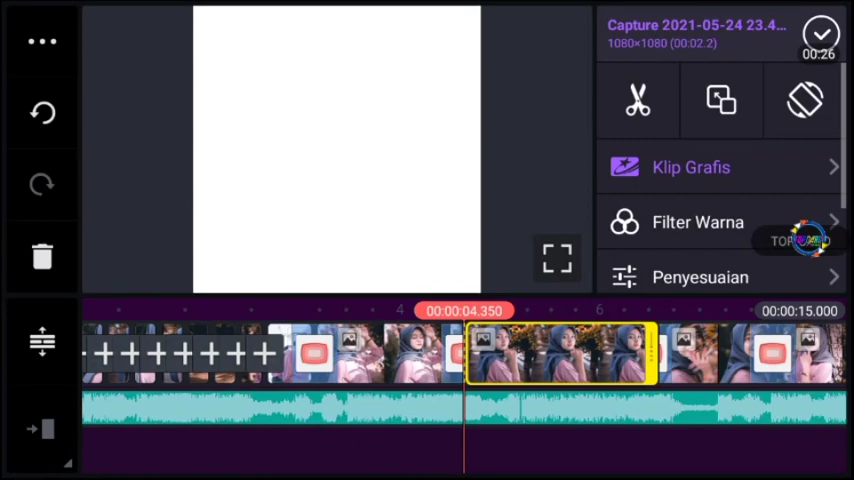 Capture 2021-05-24 23.4...
1080×1080 (00:02.2)
00:26
Klip Grafis
Filter Warna
Penyesuaian
4
00:00:04.350
6
00:00:15.000